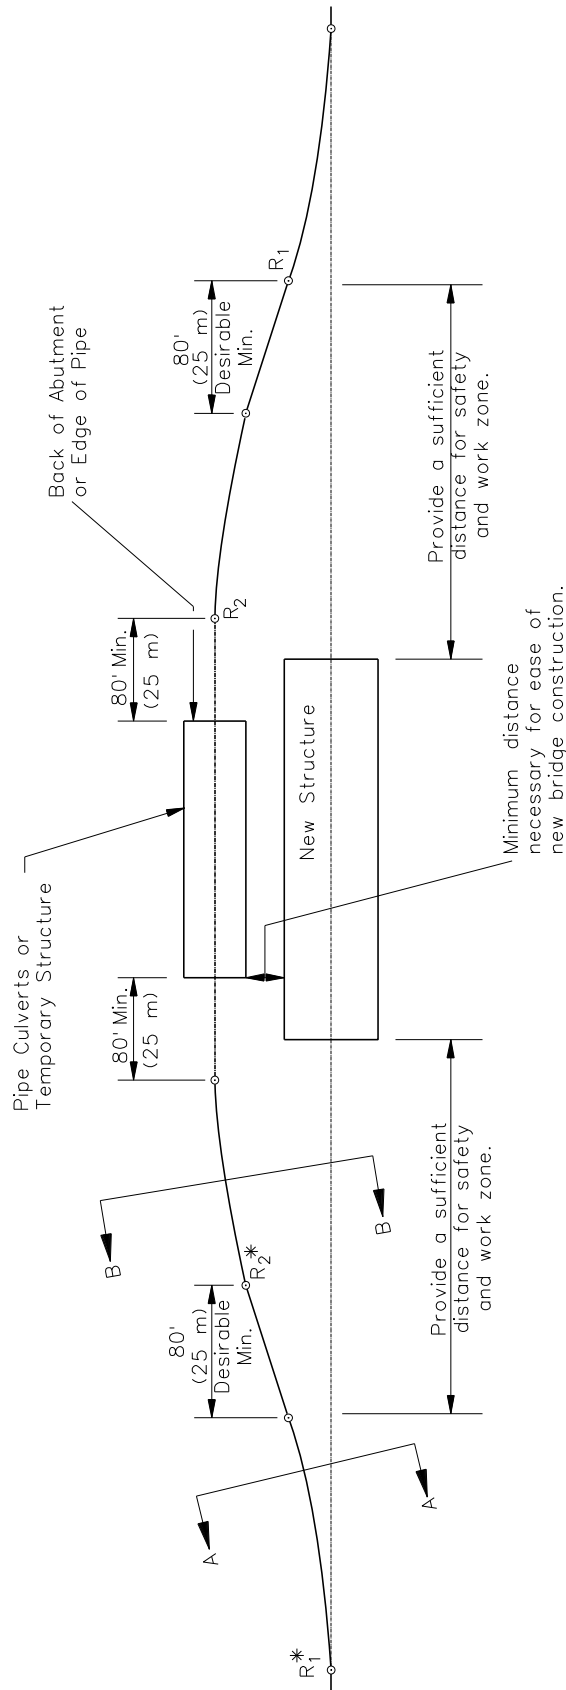 Pipe Culverts or
Temporary Structure
Back of Abutment
or Edge of Pipe
80' Min.
(25 m)
80' Min.
(25 m)
80'
(25 m)
Desirable
Min.
80'
(25 m)
Desirable
Min.
R1*
R2*
R2
R1
A
A
B
B
New Structure
Provide a sufficient
distance for safety
and work zone.
Minimum distance
necessary for ease of
new bridge construction.
Provide a sufficient
distance for safety
and work zone.